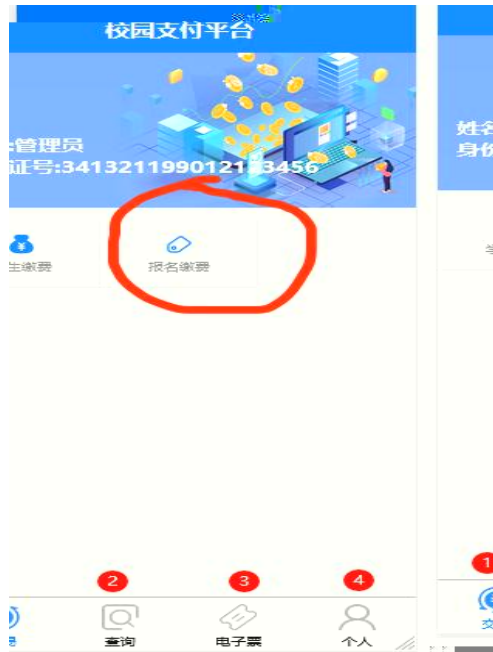 校园支付平台
:管理员
证号:341321199012123456
生缴费
报名缴费
姓名
身份
2
3
4
1
查询
电子票
个人
交